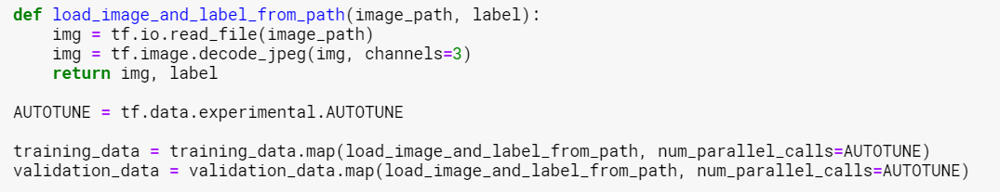 def load_image_and_label_from_path(image_path, label):
    img = tf.io.read_file(image_path)
    img = tf.image.decode_jpeg(img, channels=3)
    return img, label

AUTOTUNE = tf.data.experimental.AUTOTUNE

training_data = training_data.map(load_image_and_label_from_path, num_parallel_calls=AUTOTUNE)
validation_data = validation_data.map(load_image_and_label_from_path, num_parallel_calls=AUTOTUNE)